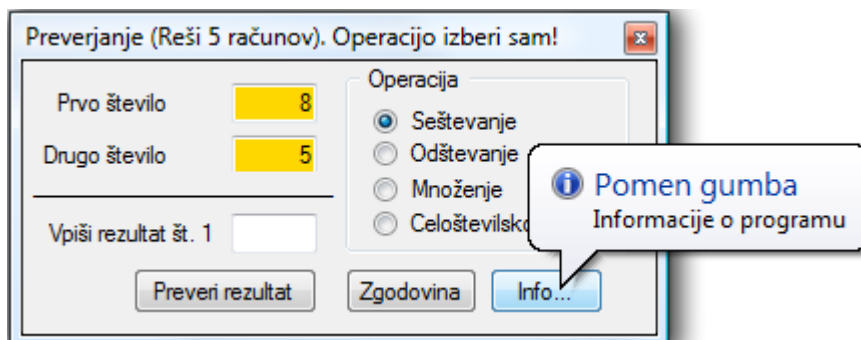 Preverjanje (Reši 5 računov). Operacijo izberi sam!
Prvo število 8
Drugo število 5
Vpiši rezultat št. 1
Operacija
Seštevanje
Odštevanje
Množenje
Celoštevilsko
Pomen gumba
Informacije o programu
Preveri rezultat
Zgodovina
Info...